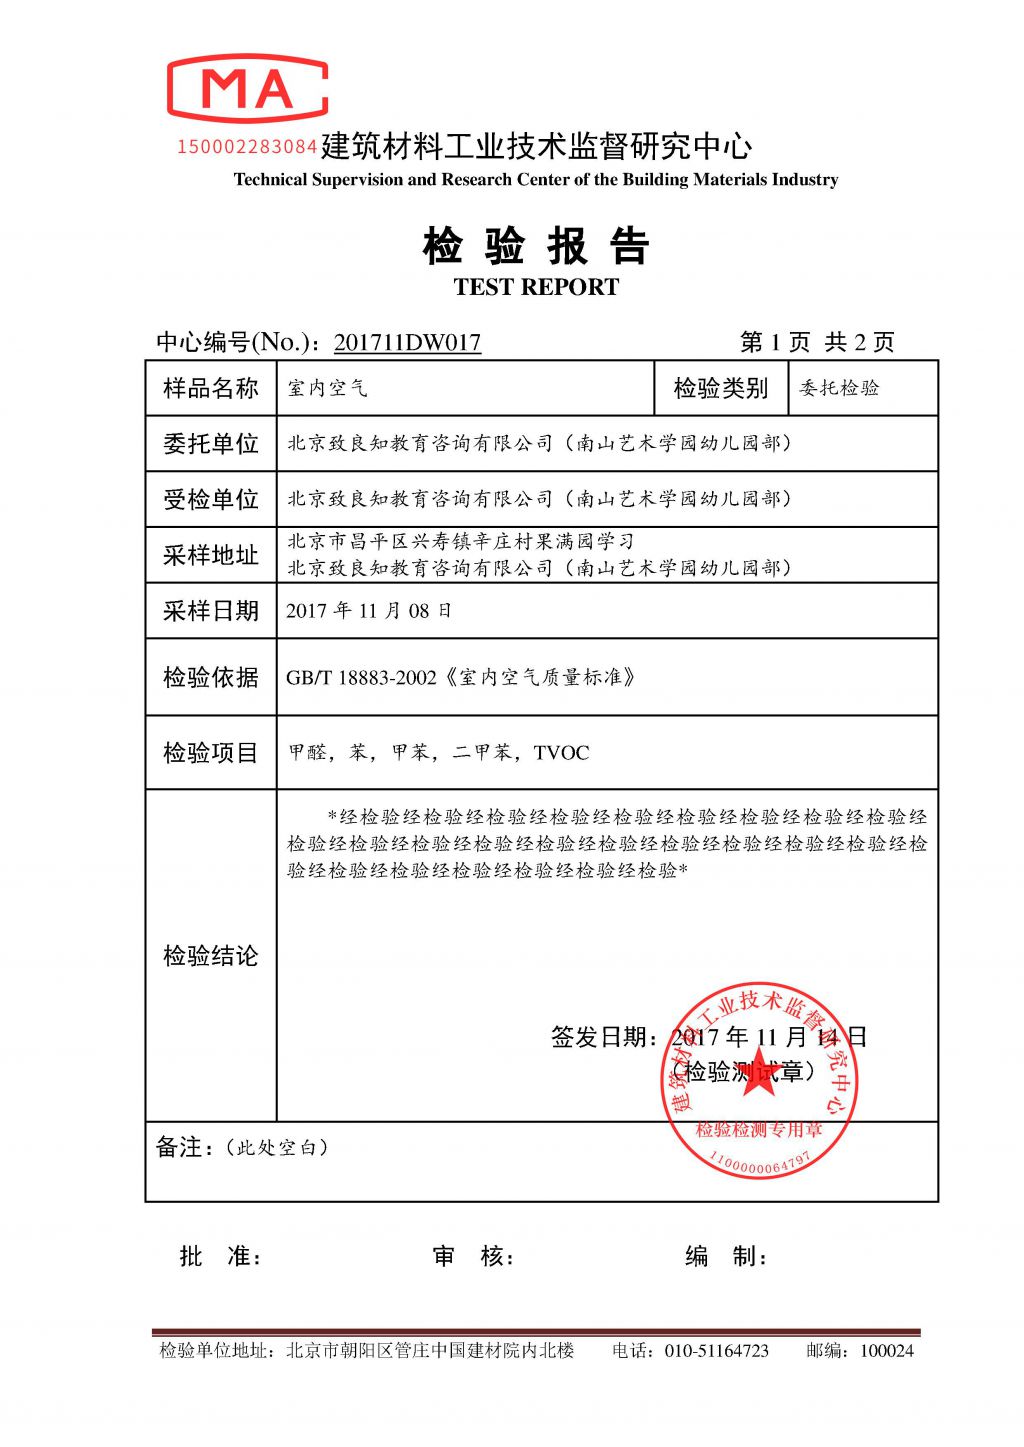 MA
150002283084
建筑材料工业技术监督研究中心
Technical Supervision and Research Center of the Building Materials Industry
检 验 报 告
TEST REPORT
中心编号(No.)：201711DW017 第 1 页 共 2 页
样品名称 室内空气 检验类别 委托检验
委托单位 北京致良知教育咨询有限公司（南山艺术学园幼儿园部）
受检单位 北京致良知教育咨询有限公司（南山艺术学园幼儿园部）
采样地址 北京市昌平区兴寿镇辛庄村果满园学习
北京致良知教育咨询有限公司（南山艺术学园幼儿园部）
采样日期 2017 年 11 月 08 日
检验依据 GB/T 18883-2002《室内空气质量标准》
检验项目 甲醛，苯，甲苯，二甲苯，TVOC
*经检验经检验经检验经检验经检验经检验经检验经检验经检验经
检验经检验经检验经检验经检验经检验经检验经检验经检验经检验经检
验经检验经检验经检验经检验经检验经检验*
检验结论
签发日期：2017 年 11 月 14 日
（检验测试章）
建筑材料工业技术监督研究中心
检验检测专用章
1100000064797
备注：（此处空白）
批 准： 审 核： 编 制：
检验单位地址：北京市朝阳区管庄中国建材院内北楼 电话：010-51164723 邮编：100024